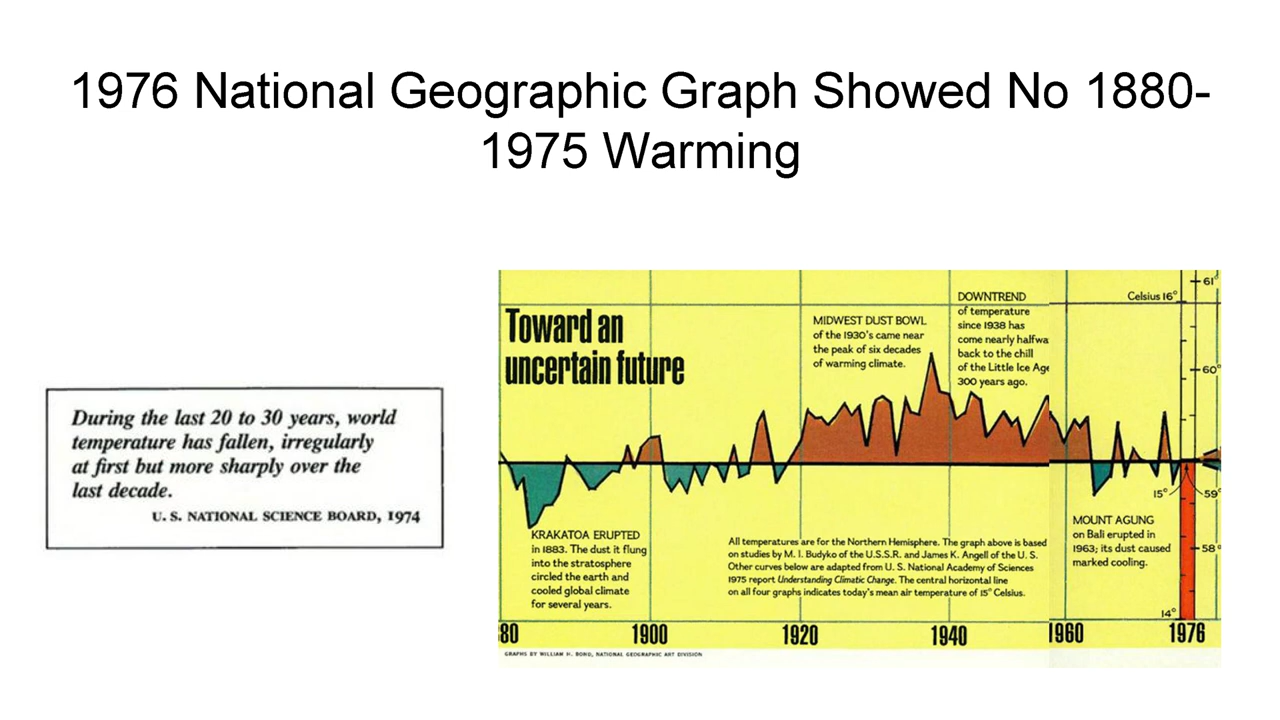 1976 National Geographic Graph Showed No 1880-
1975 Warming
During the last 20 to 30 years, world
temperature has fallen, irregularly
at first but more sharply over the
last decade.
U. S. NATIONAL SCIENCE BOARD, 1974
Toward an
uncertain future
MIDWEST DUST BOWL
of the 1930's came near
the peak of six decades
of warming climate.
DOWNTREND
of temperature
since 1938 has
come nearly halfwa
back to the chill
of the Little Ice Age
300 years ago.
Celsius 16°
61°
60°
15°
59°
58°
14°
KRAKATOA ERUPTED
in 1883. The dust it flung
into the stratosphere
circled the earth and
cooled global climate
for several years.
All temperatures are for the Northern Hemisphere. The graph above is based
on studies by M. I. Budyko of the U.S.S.R. and James K. Angell of the U. S.
Other curves below are adapted from U. S. National Academy of Sciences
1975 report Understanding Climatic Change. The central horizontal line
on all four graphs indicates today's mean air temperature of 15° Celsius.
MOUNT AGUNG
on Bali erupted in
1963; its dust caused
marked cooling.
80 1900 1920 1940 1960 1976
GRAPHS BY WILLIAM H. BOND, NATIONAL GEOGRAPHIC ART DIVISION